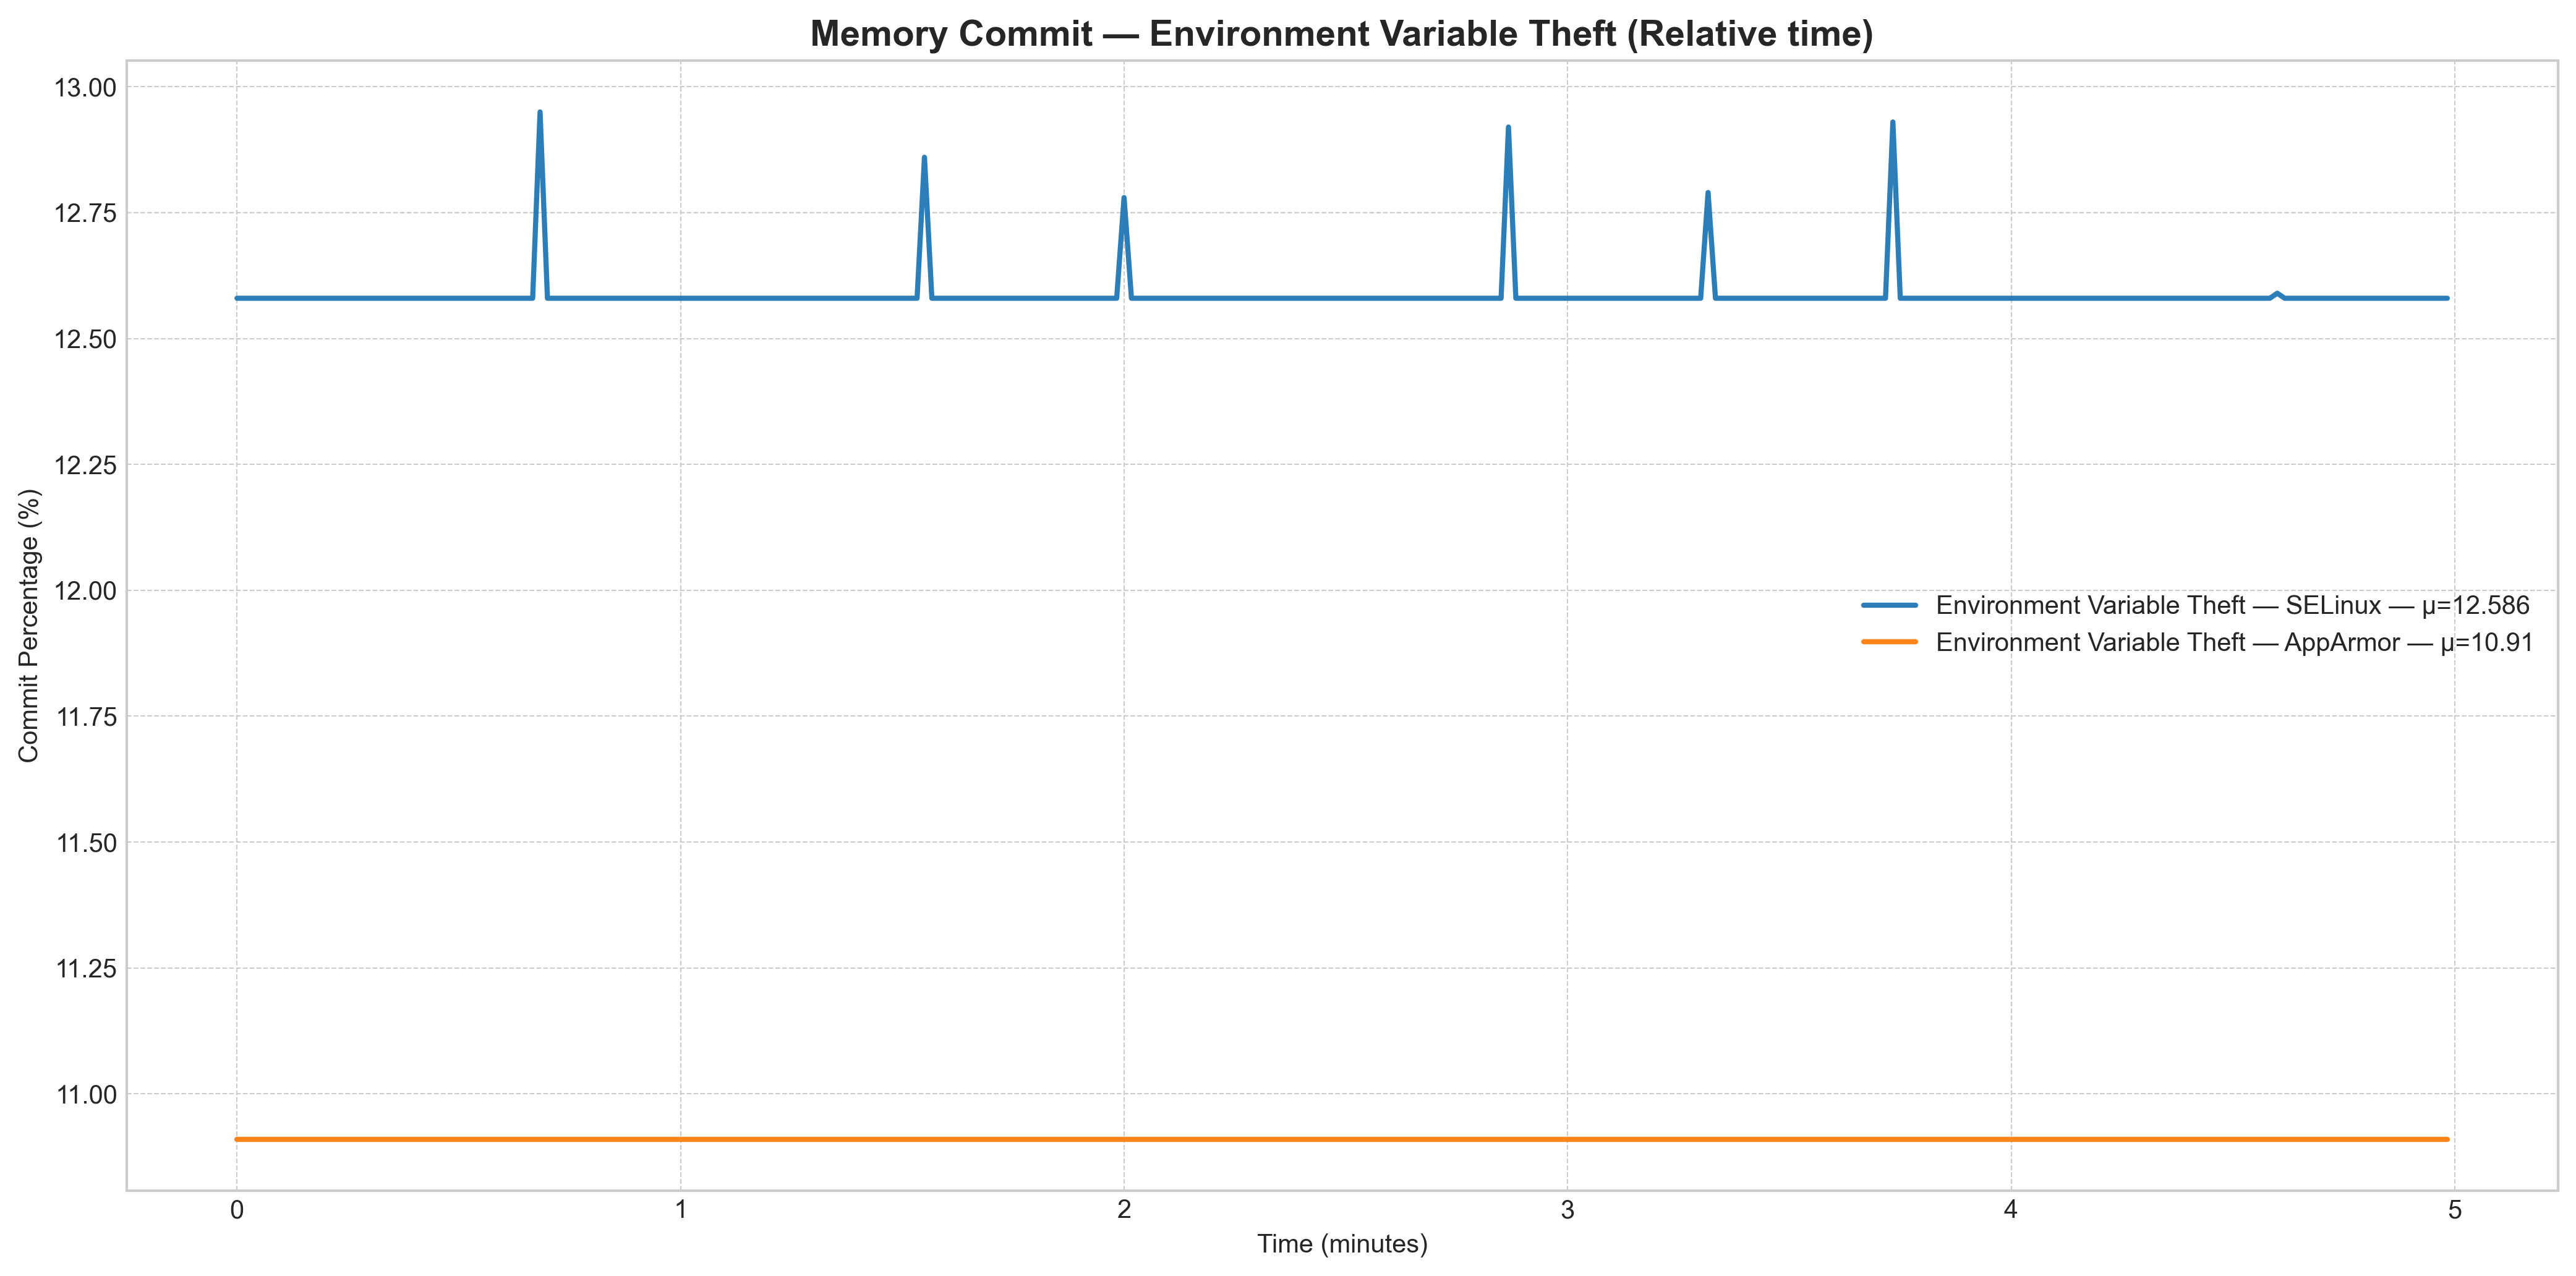 Memory Commit — Environment Variable Theft (Relative time)
13.00
12.75
12.50
12.25
12.00
11.75
11.50
11.25
11.00
Commit Percentage (%)
Environment Variable Theft — SELinux — μ=12.586
Environment Variable Theft — AppArmor — μ=10.91
0 1 2 3 4 5
Time (minutes)